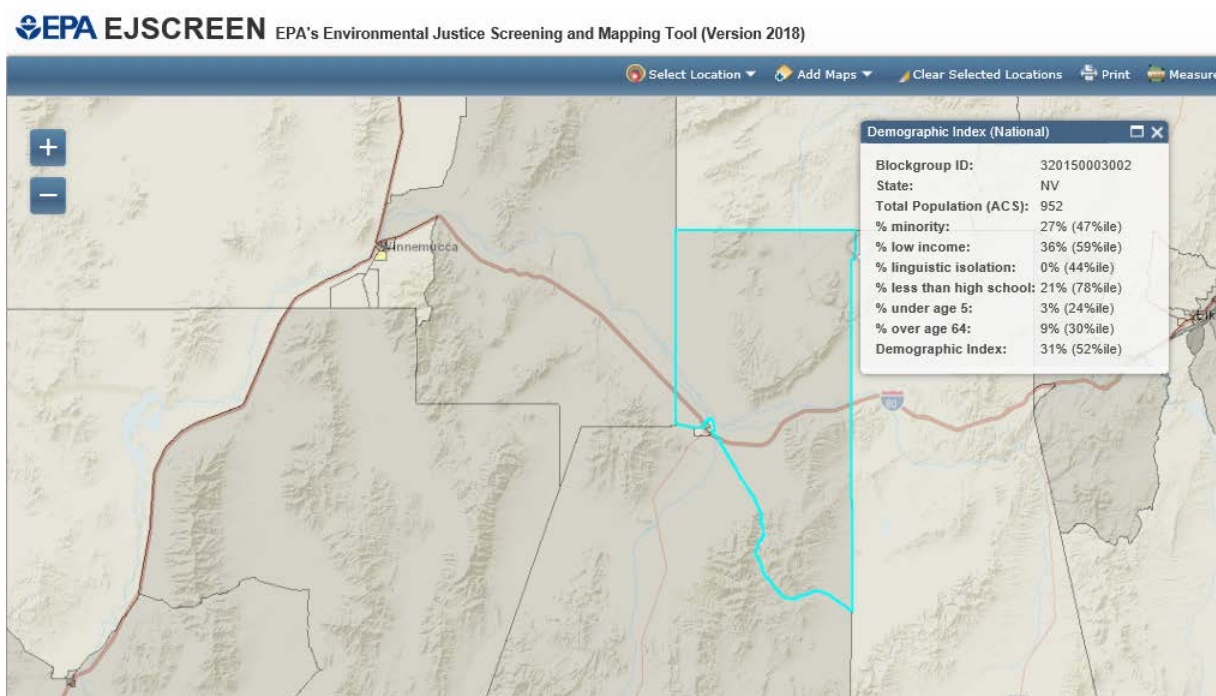 EPA EJSCREEN EPA's Environmental Justice Screening and Mapping Tool (Version 2018)
Select Location Add Maps Clear Selected Locations Print Measure
+
−
Demographic Index (National)
Blockgroup ID: 320150003002
State: NV
Total Population (ACS): 952
% minority: 27% (47%ile)
% low income: 36% (59%ile)
% linguistic isolation: 0% (44%ile)
% less than high school: 21% (78%ile)
% under age 5: 3% (24%ile)
% over age 64: 9% (30%ile)
Demographic Index: 31% (52%ile)
Winnemucca
80